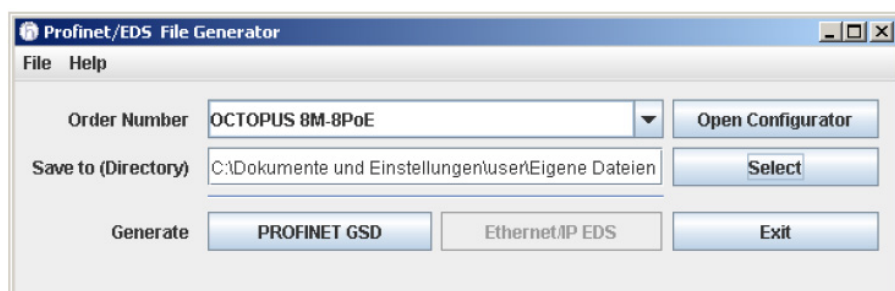 Profinet/EDS File Generator
File Help
Order Number OCTOPUS 8M-8PoE Open Configurator
Save to (Directory) C:\Dokumente und Einstellungen\user\Eigene Dateien Select
Generate PROFINET GSD Ethernet/IP EDS Exit